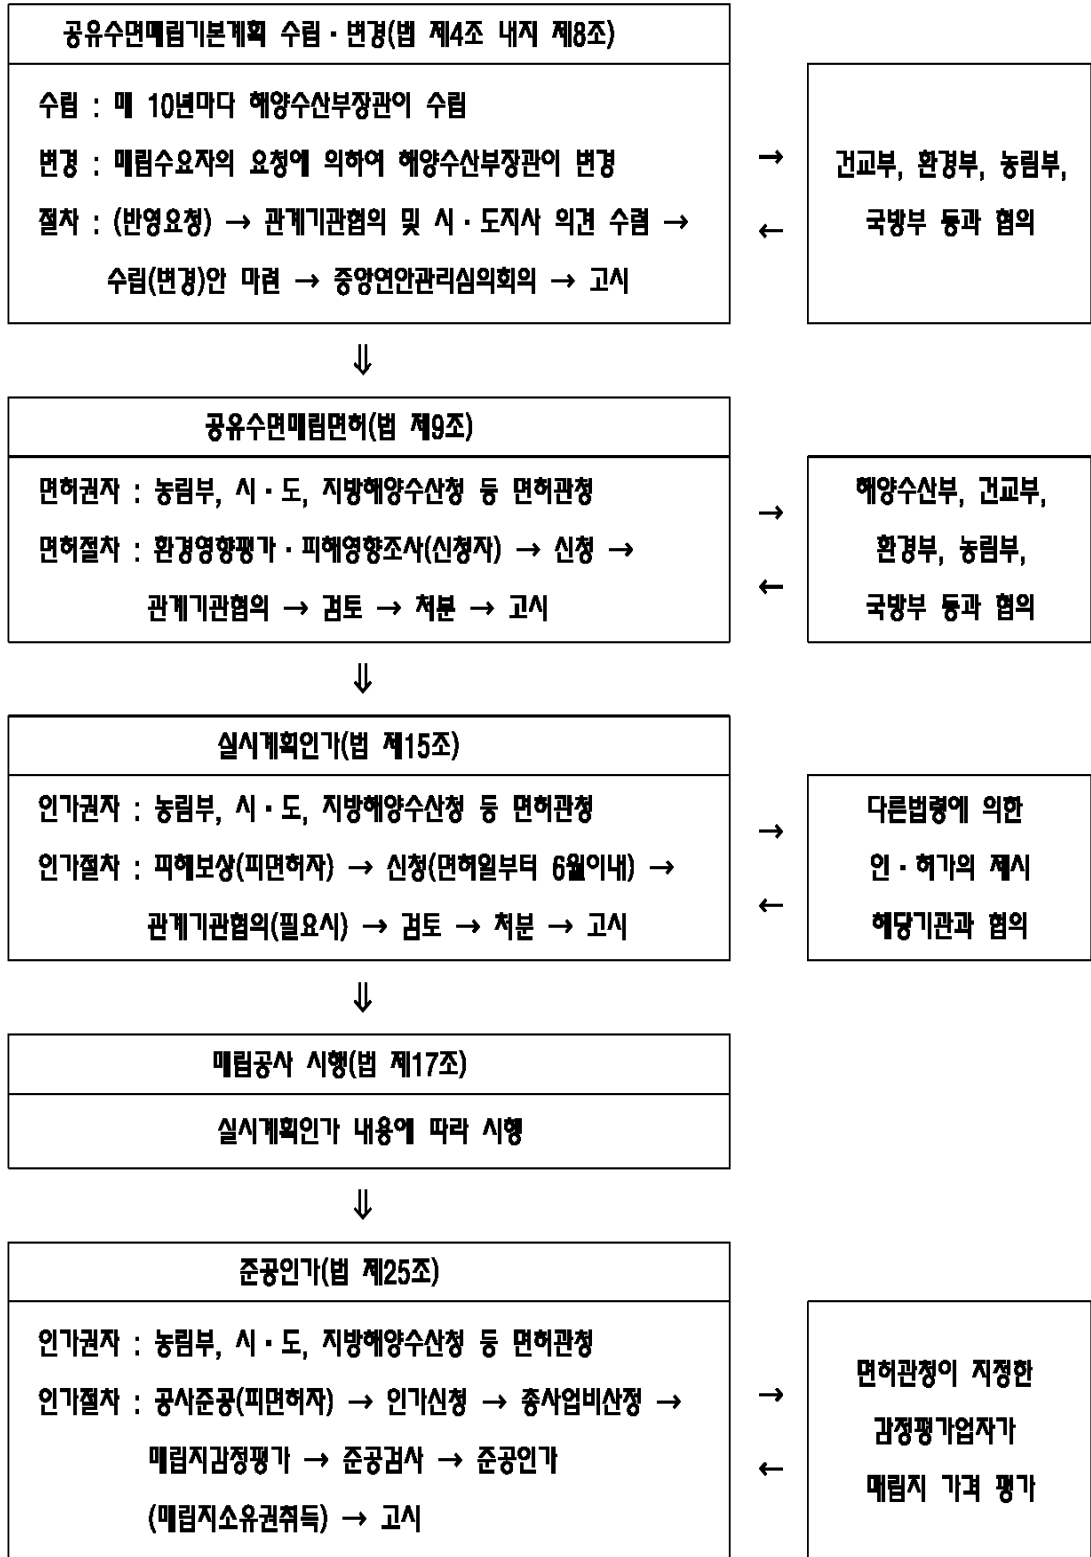 공유수면매립기본계획 수립·변경(법 제4조 내지 제8조)
수립 : 매 10년마다 해양수산부장관이 수립
변경 : 매립수요자의 요청에 의하여 해양수산부장관이 변경
절차 : (반영요청) → 관계기관협의 및 시·도지사 의견 수렴 →
수립(변경)안 마련 → 중앙연안관리심의회의 → 고시
→
←
건교부, 환경부, 농림부,
국방부 등과 협의
⇓
공유수면매립면허(법 제9조)
면허권자 : 농림부, 시·도, 지방해양수산청 등 면허관청
면허절차 : 환경영향평가·피해영향조사(신청자) → 신청 →
관계기관협의 → 검토 → 처분 → 고시
→
←
해양수산부, 건교부,
환경부, 농림부,
국방부 등과 협의
⇓
실시계획인가(법 제15조)
인가권자 : 농림부, 시·도, 지방해양수산청 등 면허관청
인가절차 : 피해보상(피면허자) → 신청(면허일부터 6월이내) →
관계기관협의(필요시) → 검토 → 처분 → 고시
→
←
다른법령에 의한
인·허가의 제시
해당기관과 협의
⇓
매립공사 시행(법 제17조)
실시계획인가 내용에 따라 시행
⇓
준공인가(법 제25조)
인가권자 : 농림부, 시·도, 지방해양수산청 등 면허관청
인가절차 : 공사준공(피면허자) → 인가신청 → 총사업비산정 →
매립지감정평가 → 준공검사 → 준공인가
(매립지소유권취득) → 고시
→
←
면허관청이 지정한
감정평가업자가
매립지 가격 평가